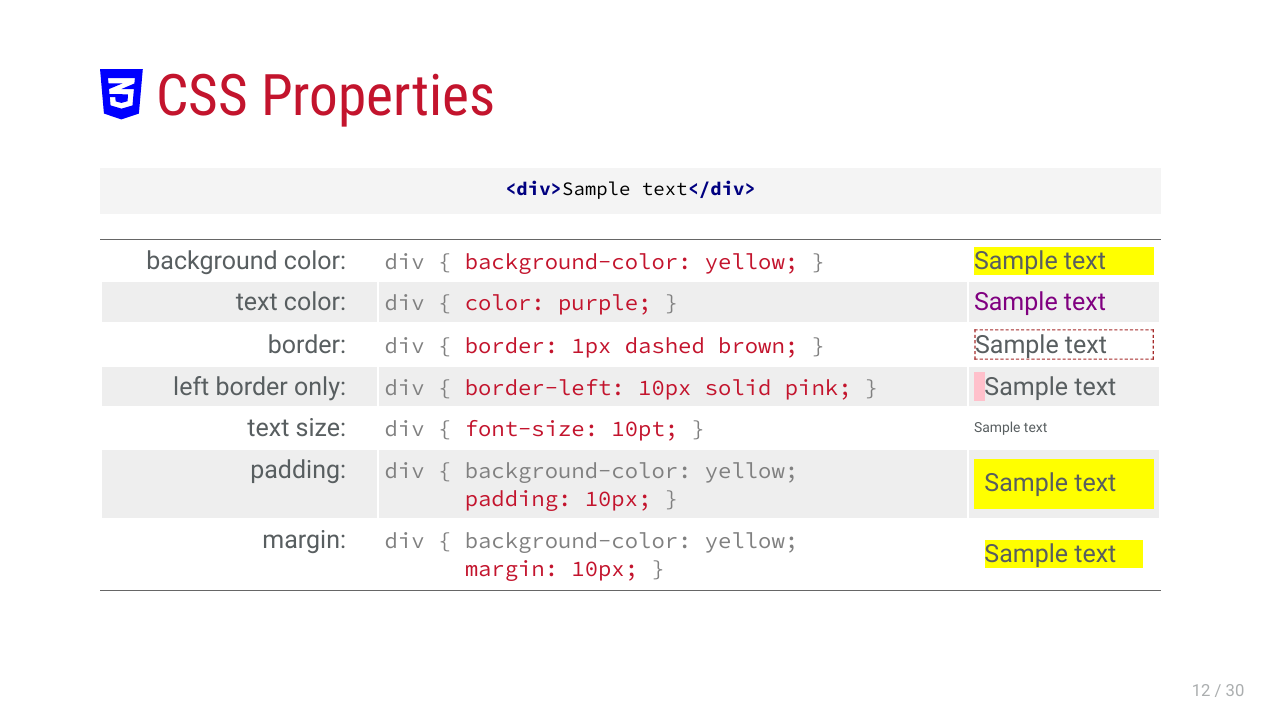 CSS Properties
<div>Sample text</div>
background color: div { background-color: yellow; } Sample text
text color: div { color: purple; } Sample text
border: div { border: 1px dashed brown; } Sample text
left border only: div { border-left: 10px solid pink; } Sample text
text size: div { font-size: 10pt; } Sample text
padding: div { background-color: yellow;
padding: 10px; } Sample text
margin: div { background-color: yellow;
margin: 10px; } Sample text
12 / 30